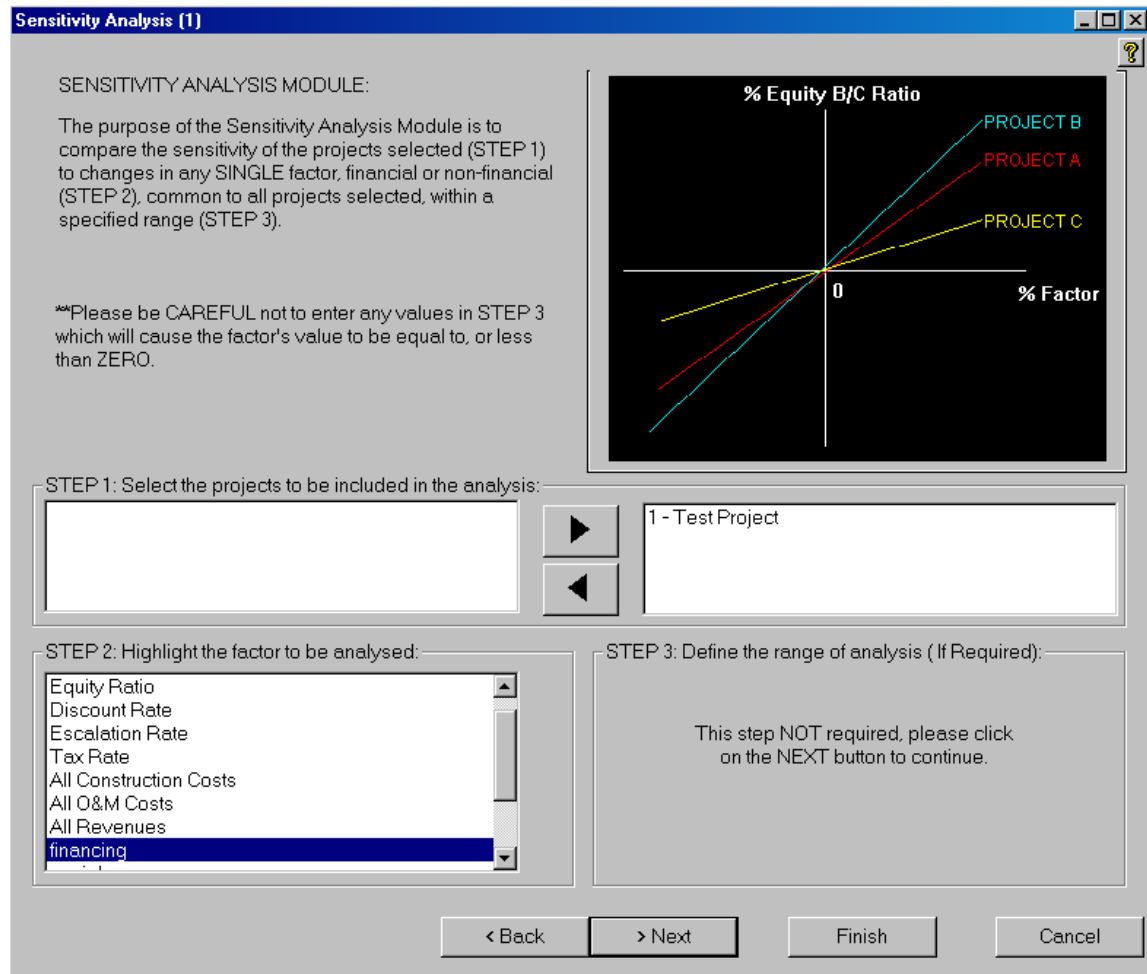 Sensitivity Analysis (1)
SENSITIVITY ANALYSIS MODULE:
The purpose of the Sensitivity Analysis Module is to
compare the sensitivity of the projects selected (STEP 1)
to changes in any SINGLE factor, financial or non-financial
(STEP 2), common to all projects selected, within a
specified range (STEP 3).
**Please be CAREFUL not to enter any values in STEP 3
which will cause the factor's value to be equal to, or less
than ZERO.
% Equity B/C Ratio
PROJECT B
PROJECT A
PROJECT C
0
% Factor
STEP 1: Select the projects to be included in the analysis:
1 - Test Project
STEP 2: Highlight the factor to be analysed:
Equity Ratio
Discount Rate
Escalation Rate
Tax Rate
All Construction Costs
All O&M Costs
All Revenues
financing
STEP 3: Define the range of analysis ( If Required):
This step NOT required, please click
on the NEXT button to continue.
< Back
> Next
Finish
Cancel